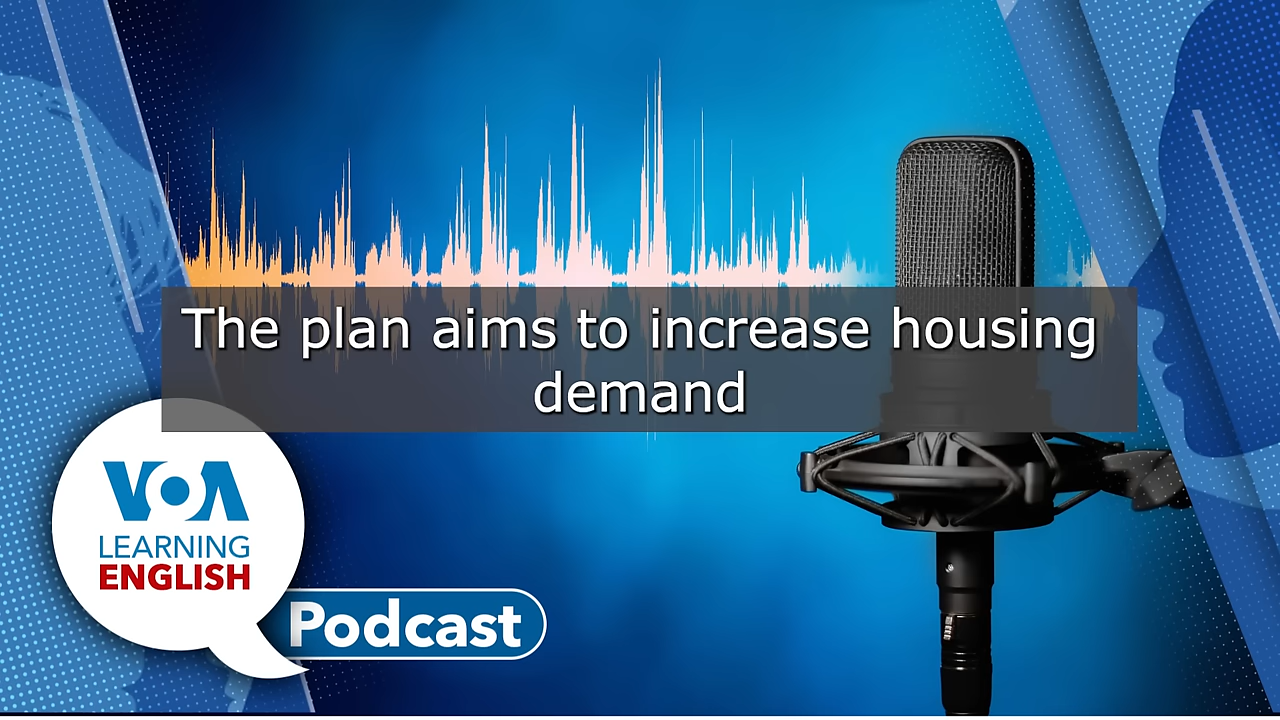 The plan aims to increase housing
demand
VOA
LEARNING
ENGLISH
Podcast